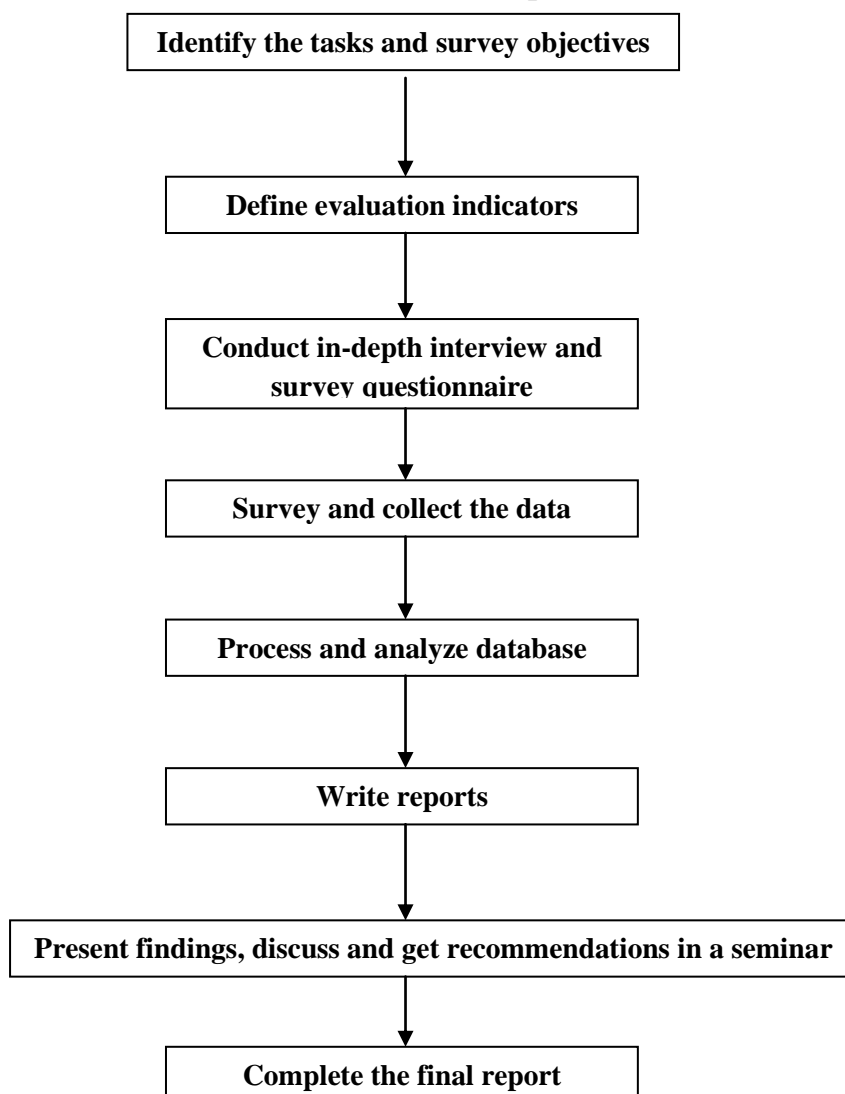 Identify the tasks and survey objectives
Define evaluation indicators
Conduct in-depth interview and
survey questionnaire
Survey and collect the data
Process and analyze database
Write reports
Present findings, discuss and get recommendations in a seminar
Complete the final report